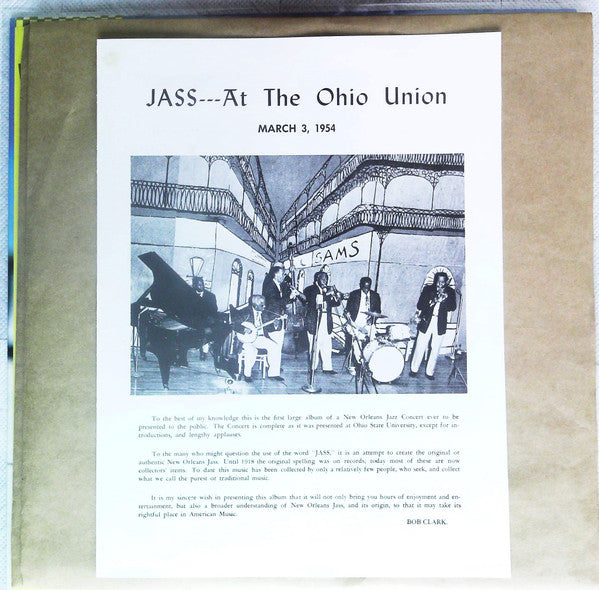 JASS---At The Ohio Union
MARCH 3, 1954
SAMS
To the best of my knowledge this is the first large album of a New Orleans Jazz Concert ever to be
presented to the public. The Concert is complete as it was presented at Ohio State University, except for in-
troductions, and lengthy applauses.
To the many who might question the use of the word "JASS," it is an attempt to create the original or
authentic New Orleans Jass. Until 1918 the original spelling was on records; today most of these are now
collectors' items. To date this music has been collected by only a relatively few people, who seek, and collect
what we call the purest or traditional music.
It is my sincere wish in presenting this album that it will not only bring you hours of enjoyment and en-
tertainment, but also a broader understanding of New Orleans Jass, and its origin, so that it may take its
rightful place in American Music.
BOB CLARK